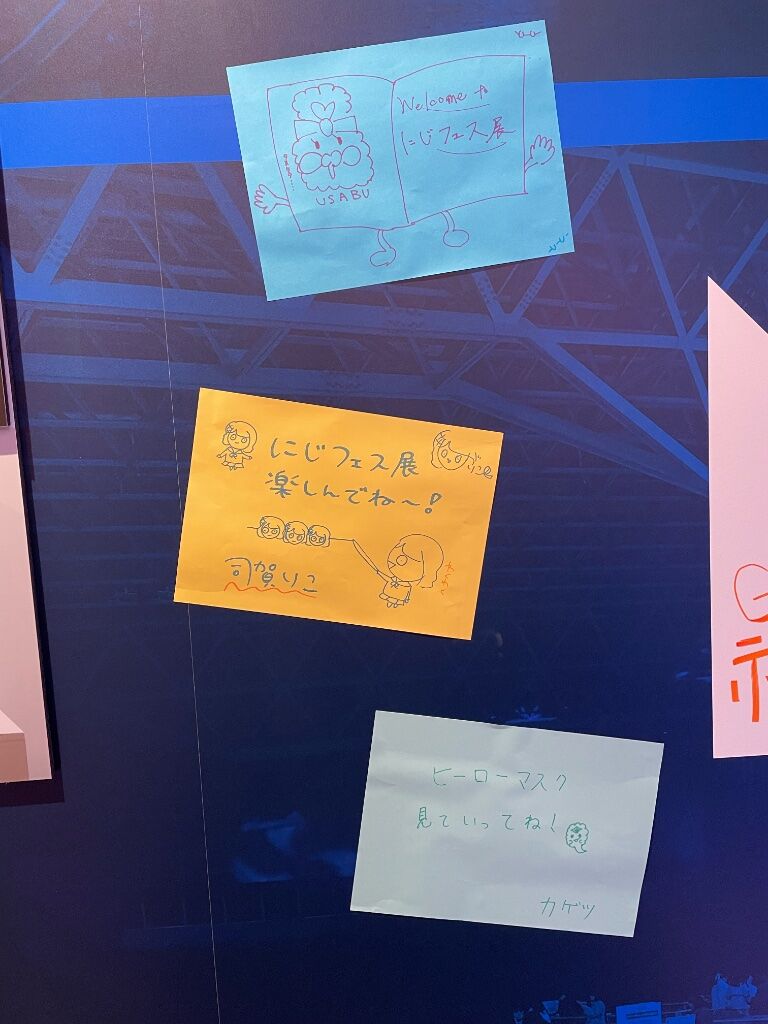 Welcome to
にじフェス展
USABU
にじフェス展
楽しんでね〜!
司賀りこ
ヒーローマスク
見ていってね!
カゲツ